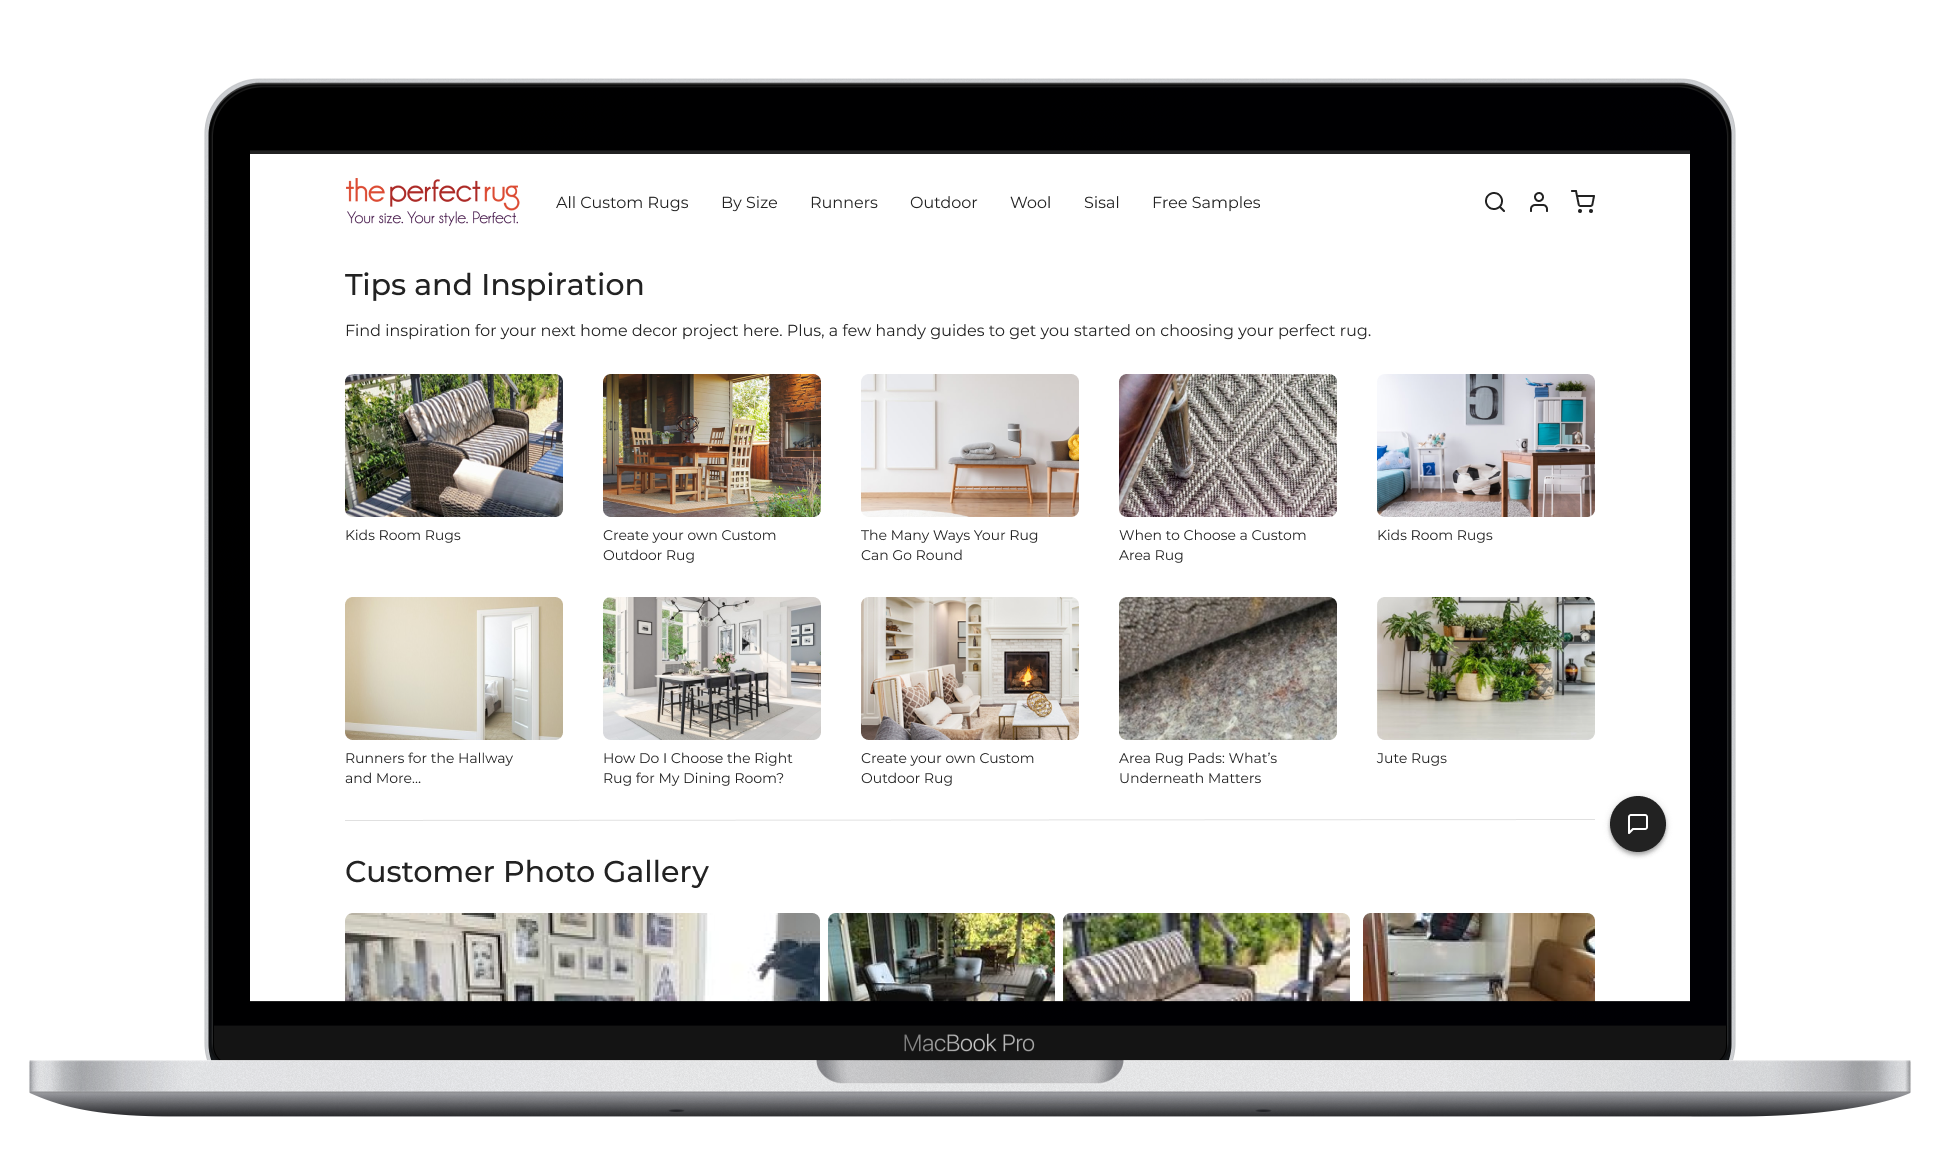 the perfect rug
Your size. Your style. Perfect.
All Custom Rugs By Size Runners Outdoor Wool Sisal Free Samples
Tips and Inspiration
Find inspiration for your next home decor project here. Plus, a few handy guides to get you started on choosing your perfect rug.
5
2
Kids Room Rugs
Create your own Custom
Outdoor Rug
The Many Ways Your Rug
Can Go Round
When to Choose a Custom
Area Rug
Kids Room Rugs
Runners for the Hallway
and More...
How Do I Choose the Right
Rug for My Dining Room?
Create your own Custom
Outdoor Rug
Area Rug Pads: What's
Underneath Matters
Jute Rugs
Customer Photo Gallery
MacBook Pro